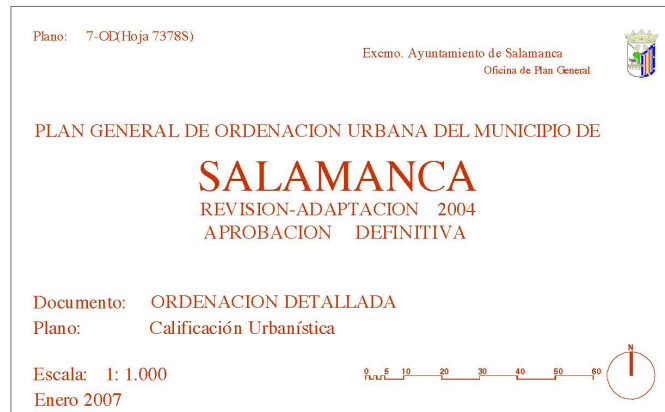 Plano: 7-OD(Hoja 7378S)
Excmo. Ayuntamiento de Salamanca
Oficina de Plan General
PLAN GENERAL DE ORDENACION URBANA DEL MUNICIPIO DE
SALAMANCA
REVISION-ADAPTACION 2004
APROBACION DEFINITIVA
Documento: ORDENACION DETALLADA
Plano: Calificación Urbanística
Escala: 1: 1.000
0 5 10 20 30 40 50 60
N
Enero 2007